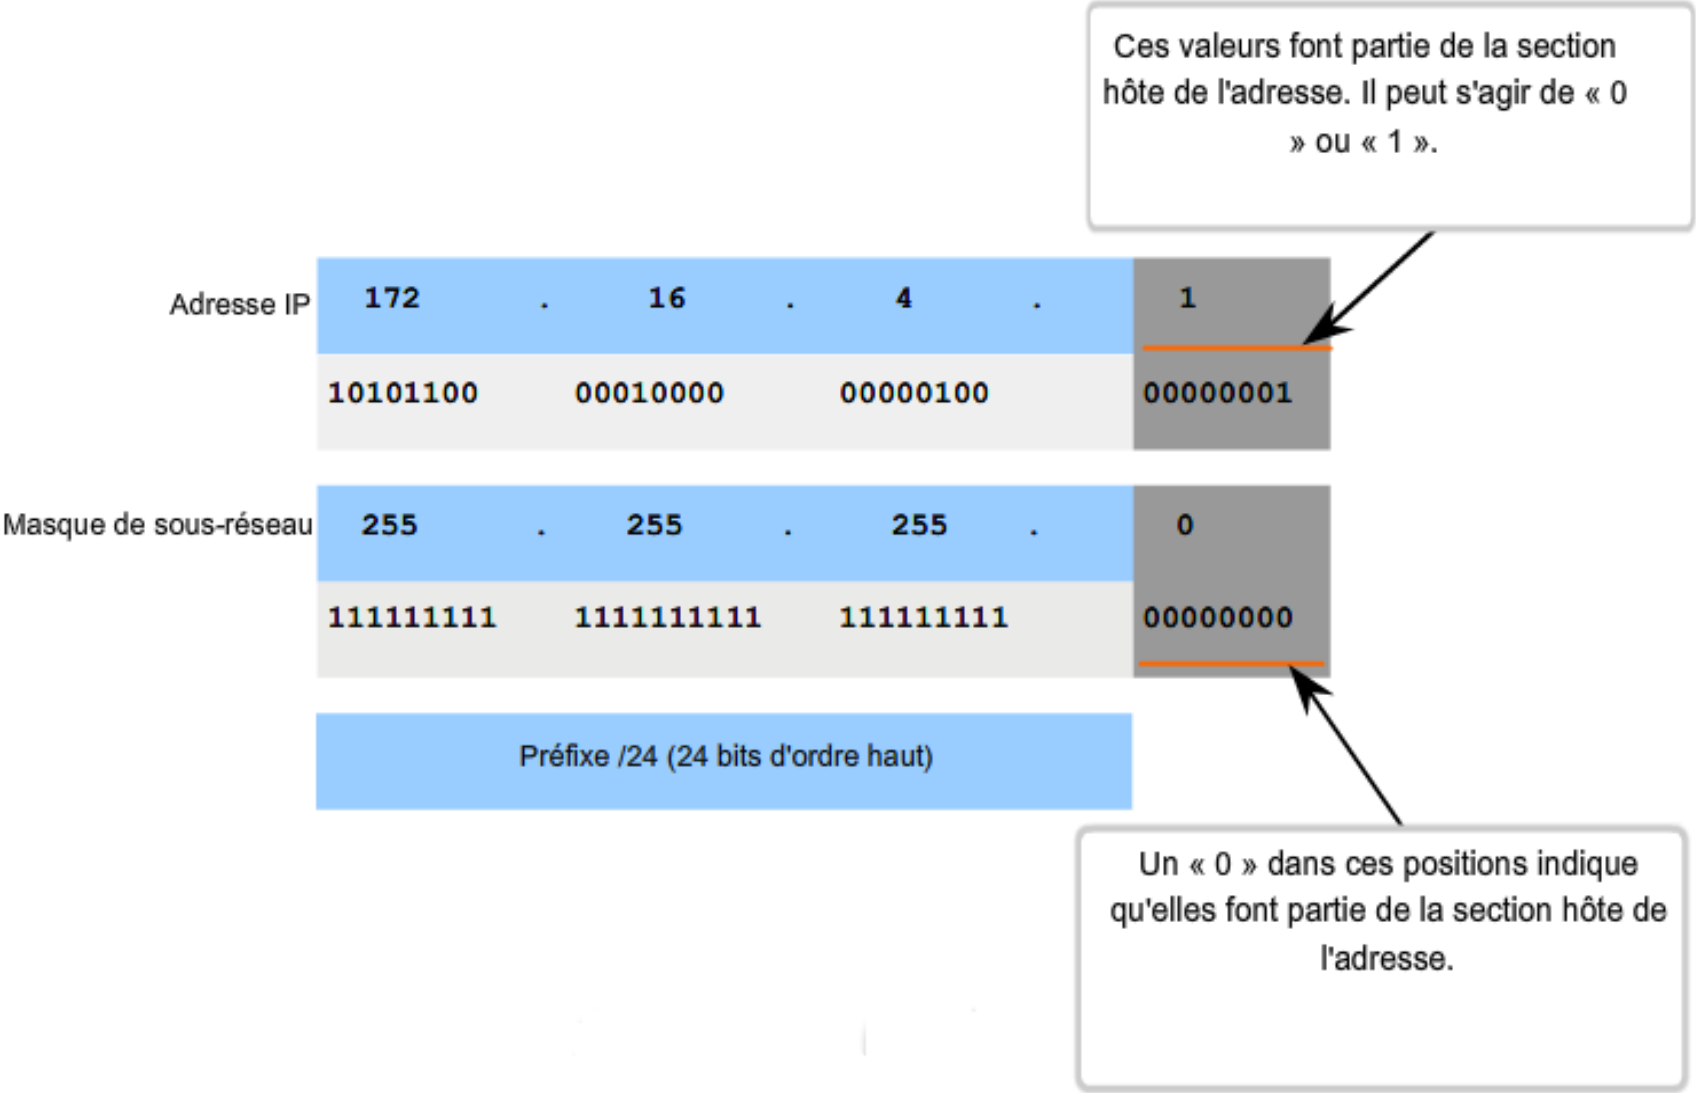 Ces valeurs font partie de la section
hôte de l'adresse. Il peut s'agir de « 0
» ou « 1 ».
Adresse IP 172 . 16 . 4 . 1
10101100 00010000 00000100 00000001
Masque de sous-réseau 255 . 255 . 255 . 0
111111111 1111111111 111111111 00000000
Préfixe /24 (24 bits d'ordre haut)
Un « 0 » dans ces positions indique
qu'elles font partie de la section hôte de
l'adresse.